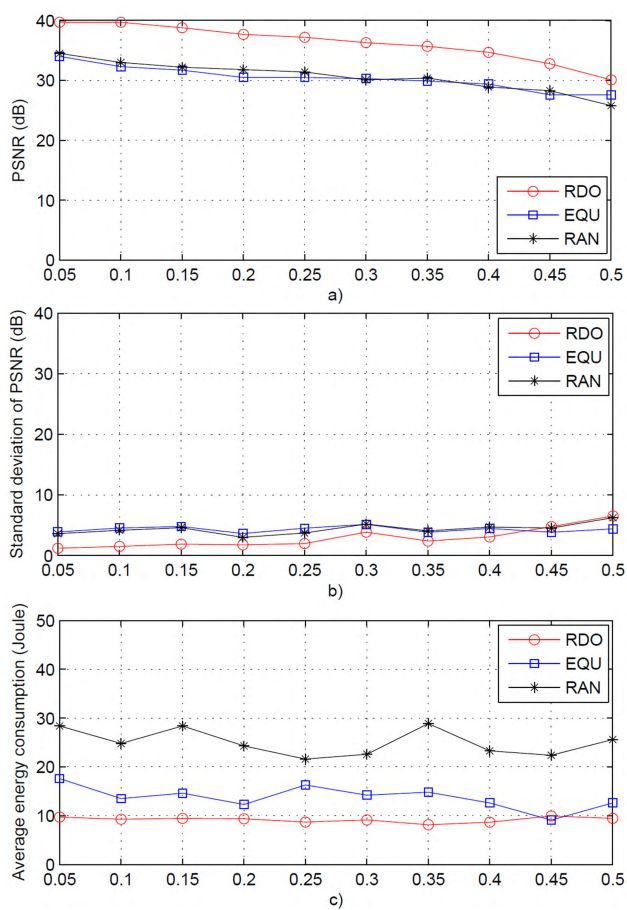 40
30
20
10
0
PSNR (dB)
RDO
EQU
RAN
0.05 0.1 0.15 0.2 0.25 0.3 0.35 0.4 0.45 0.5
a)
40
30
20
10
0
Standard deviation of PSNR (dB)
RDO
EQU
RAN
0.05 0.1 0.15 0.2 0.25 0.3 0.35 0.4 0.45 0.5
b)
50
40
30
20
10
0
Average energy consumption (Joule)
RDO
EQU
RAN
0.05 0.1 0.15 0.2 0.25 0.3 0.35 0.4 0.45 0.5
c)